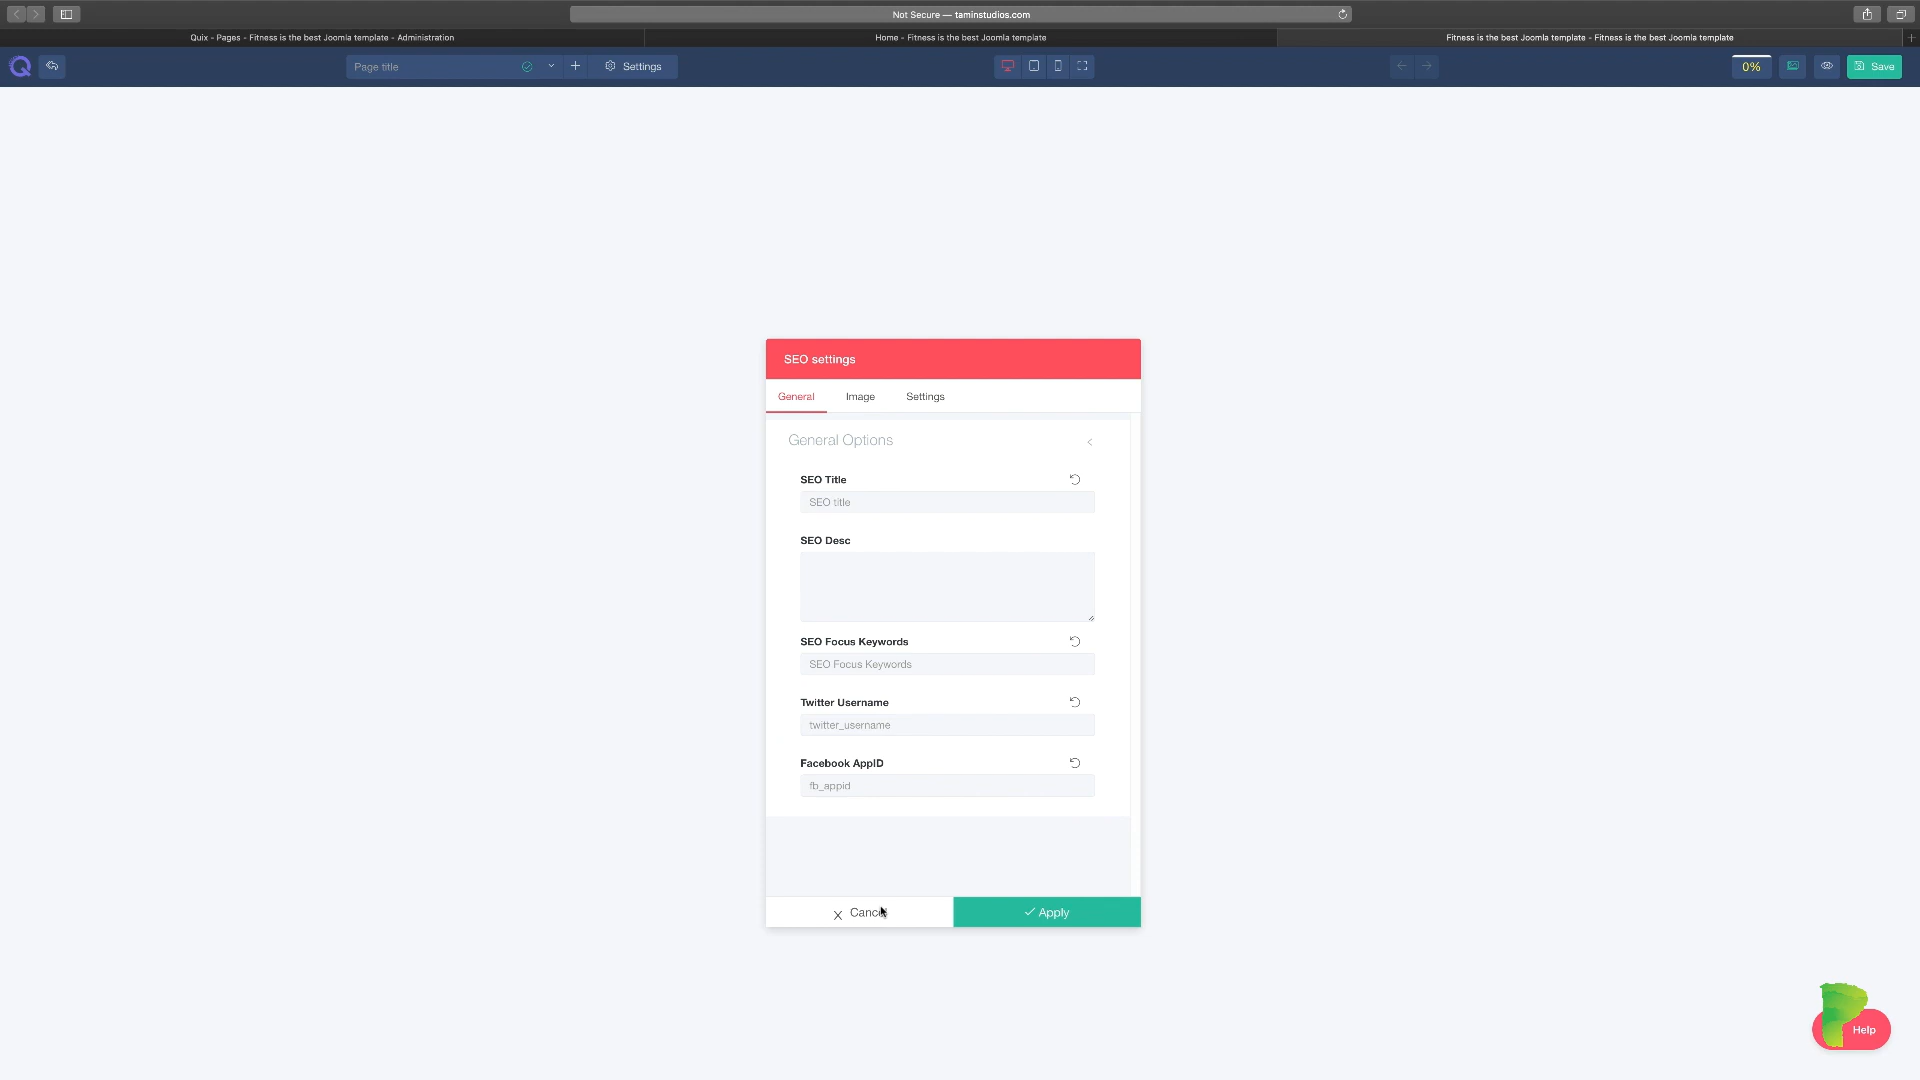 Not Secure — taminstudios.com
Quix - Pages - Fitness is the best Joomla template - Administration
Home - Fitness is the best Joomla template
Fitness is the best Joomla template - Fitness is the best Joomla template
Page title
Settings
0%
Save
SEO settings
General
Image
Settings
General Options
SEO Title
SEO title
SEO Desc
SEO Focus Keywords
SEO Focus Keywords
Twitter Username
twitter_username
Facebook AppID
fb_appid
Cancel
Apply
Help